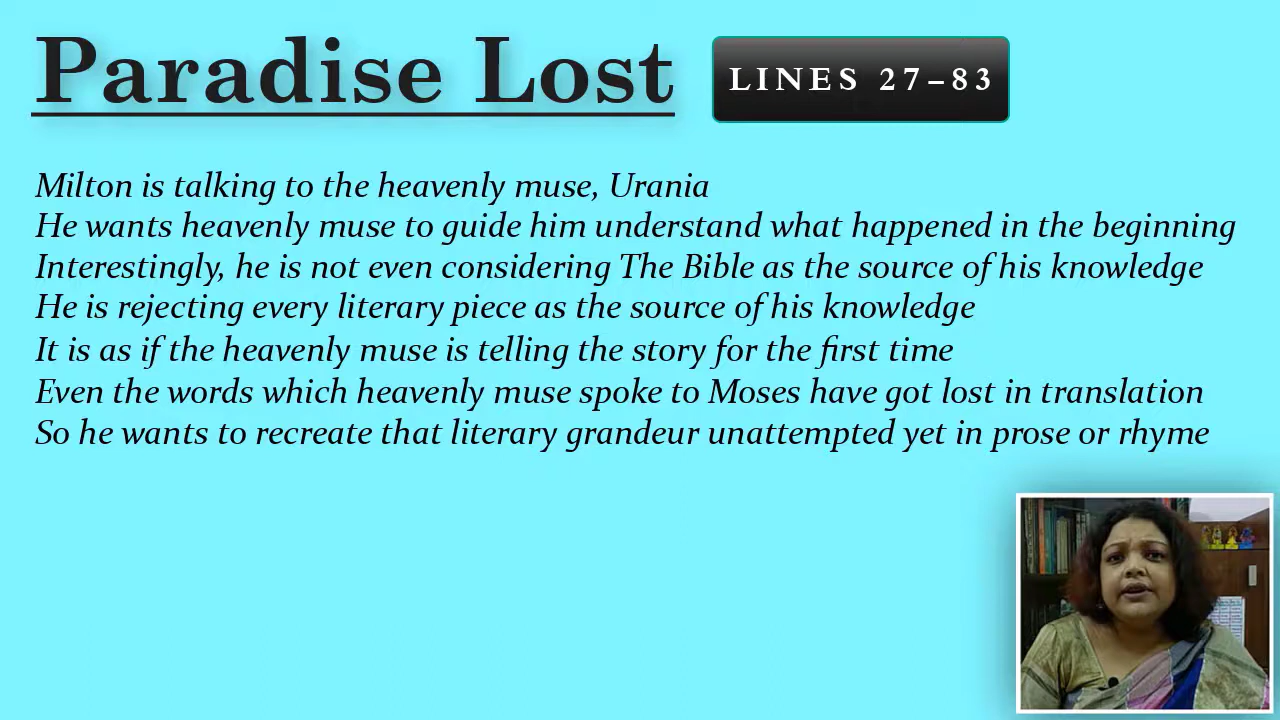 Paradise Lost
LINES 27–83
Milton is talking to the heavenly muse, Urania
He wants heavenly muse to guide him understand what happened in the beginning
Interestingly, he is not even considering The Bible as the source of his knowledge
He is rejecting every literary piece as the source of his knowledge
It is as if the heavenly muse is telling the story for the first time
Even the words which heavenly muse spoke to Moses have got lost in translation
So he wants to recreate that literary grandeur unattempted yet in prose or rhyme